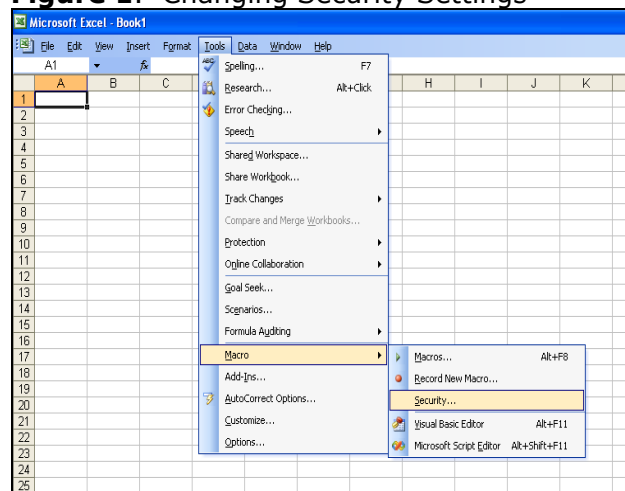 Figure 1: Changing Security Settings
Microsoft Excel - Book1
File Edit View Insert Format Tools Data Window Help
A1 fx
A B C H I J K
Spelling... F7
Research... Alt+Click
Error Checking...
Speech
Shared Workspace...
Share Workbook...
Track Changes
Compare and Merge Workbooks...
Protection
Online Collaboration
Goal Seek...
Scenarios...
Formula Auditing
Macro
Add-Ins...
AutoCorrect Options...
Customize...
Options...
Macros... Alt+F8
Record New Macro...
Security...
Visual Basic Editor Alt+F11
Microsoft Script Editor Alt+Shift+F11
1
2
3
4
5
6
7
8
9
10
11
12
13
14
15
16
17
18
19
20
21
22
23
24
25